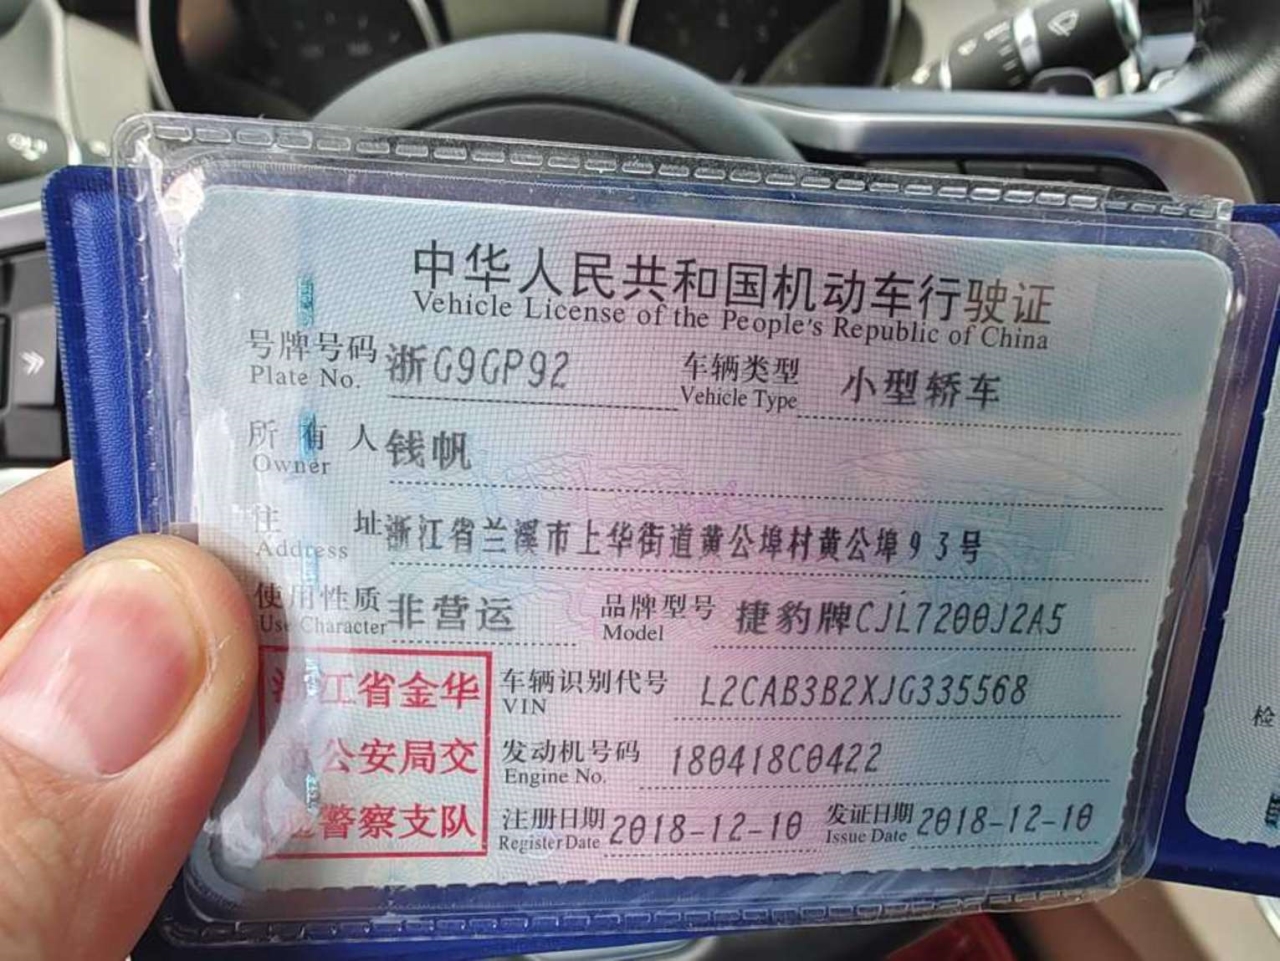 中华人民共和国机动车行驶证
Vehicle License of the People's Republic of China
号牌号码 浙G9GP92 车辆类型 小型轿车
Plate No. Vehicle Type
所有人 钱帆
Owner
住址 浙江省兰溪市上华街道黄公埠村黄公埠93号
Address
使用性质 非营运 品牌型号 捷豹牌CJL7200J2A5
Use Character Model
车辆识别代号 L2CAB3B2XJG335568
VIN
发动机号码 180418C0422
Engine No.
注册日期 2018-12-10 发证日期 2018-12-10
Register Date Issue Date
江省金华
公安局交
警察支队
检